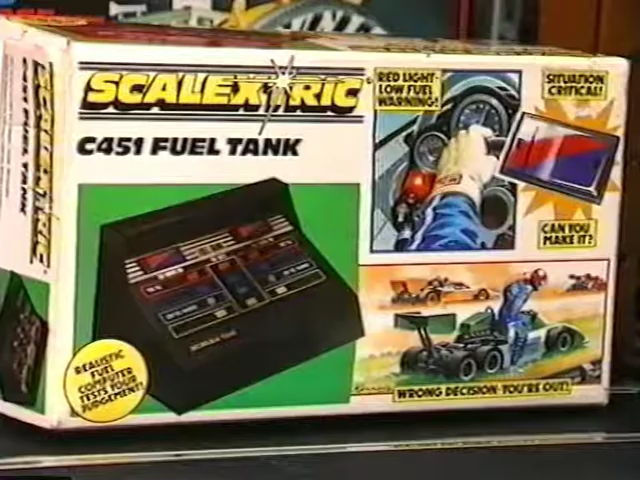 SCALEXTRIC
C451 FUEL TANK
RED LIGHT-
LOW FUEL
WARNING!
SITUATION
CRITICAL!
CAN YOU
MAKE IT?
WRONG DECISION-YOU'RE OUT!
REALISTIC
FUEL
COMPUTER
TESTS YOUR
JUDGEMENT!
SCALEXTRIC
C451 FUEL TANK